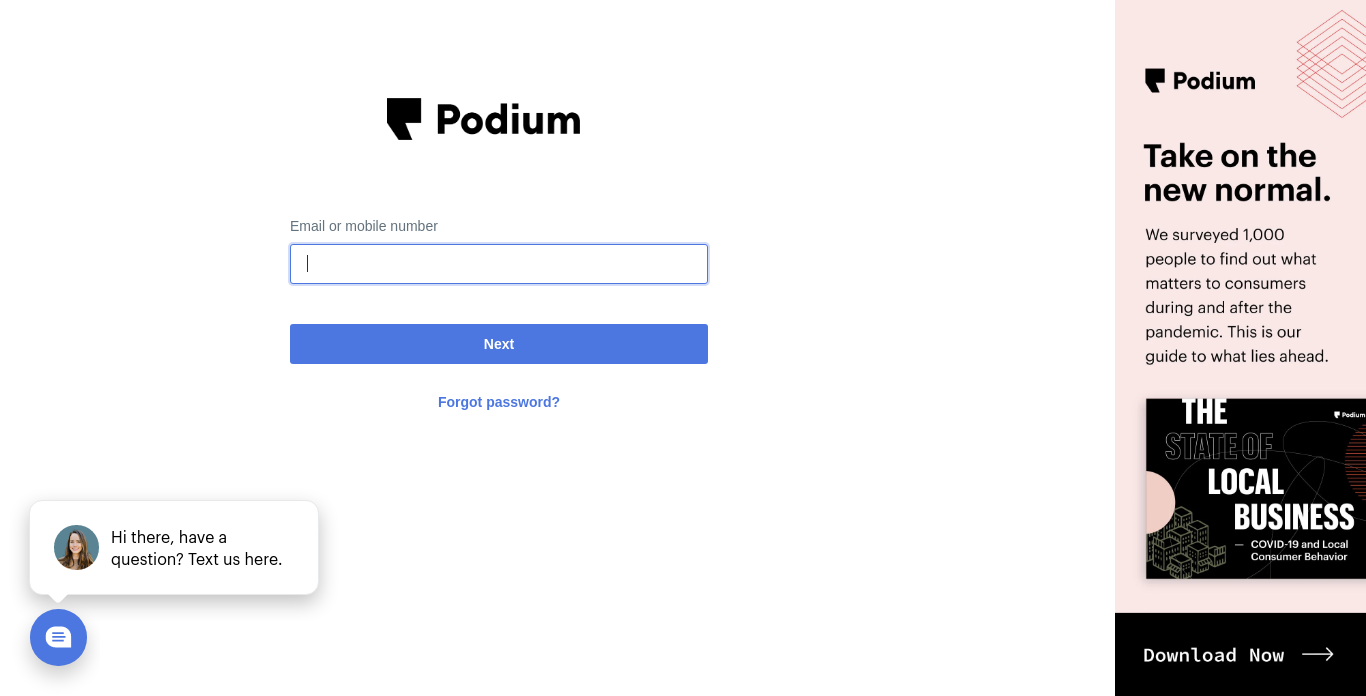 Podium
Email or mobile number
Next
Forgot password?
Hi there, have a
question? Text us here.
Podium
Take on the
new normal.
We surveyed 1,000
people to find out what
matters to consumers
during and after the
pandemic. This is our
guide to what lies ahead.
Podium
THE
STATE OF
LOCAL
BUSINESS
— COVID-19 and Local
Consumer Behavior
Download Now